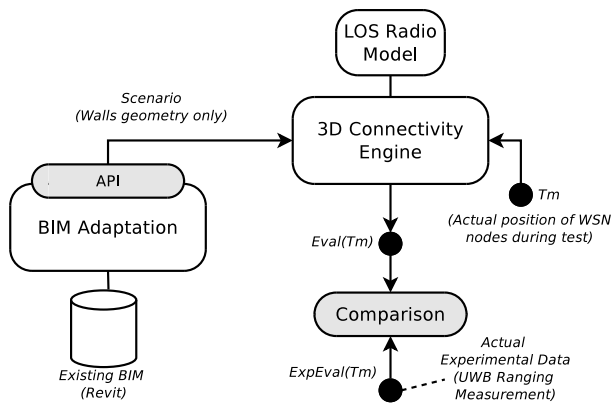 LOS Radio
Model
Scenario
(Walls geometry only)
3D Connectivity
Engine
API
BIM Adaptation
Tm
(Actual position of WSN
nodes during test)
Eval(Tm)
Comparison
Existing BIM
(Revit)
ExpEval(Tm)
Actual
Experimental Data
(UWB Ranging
Measurement)